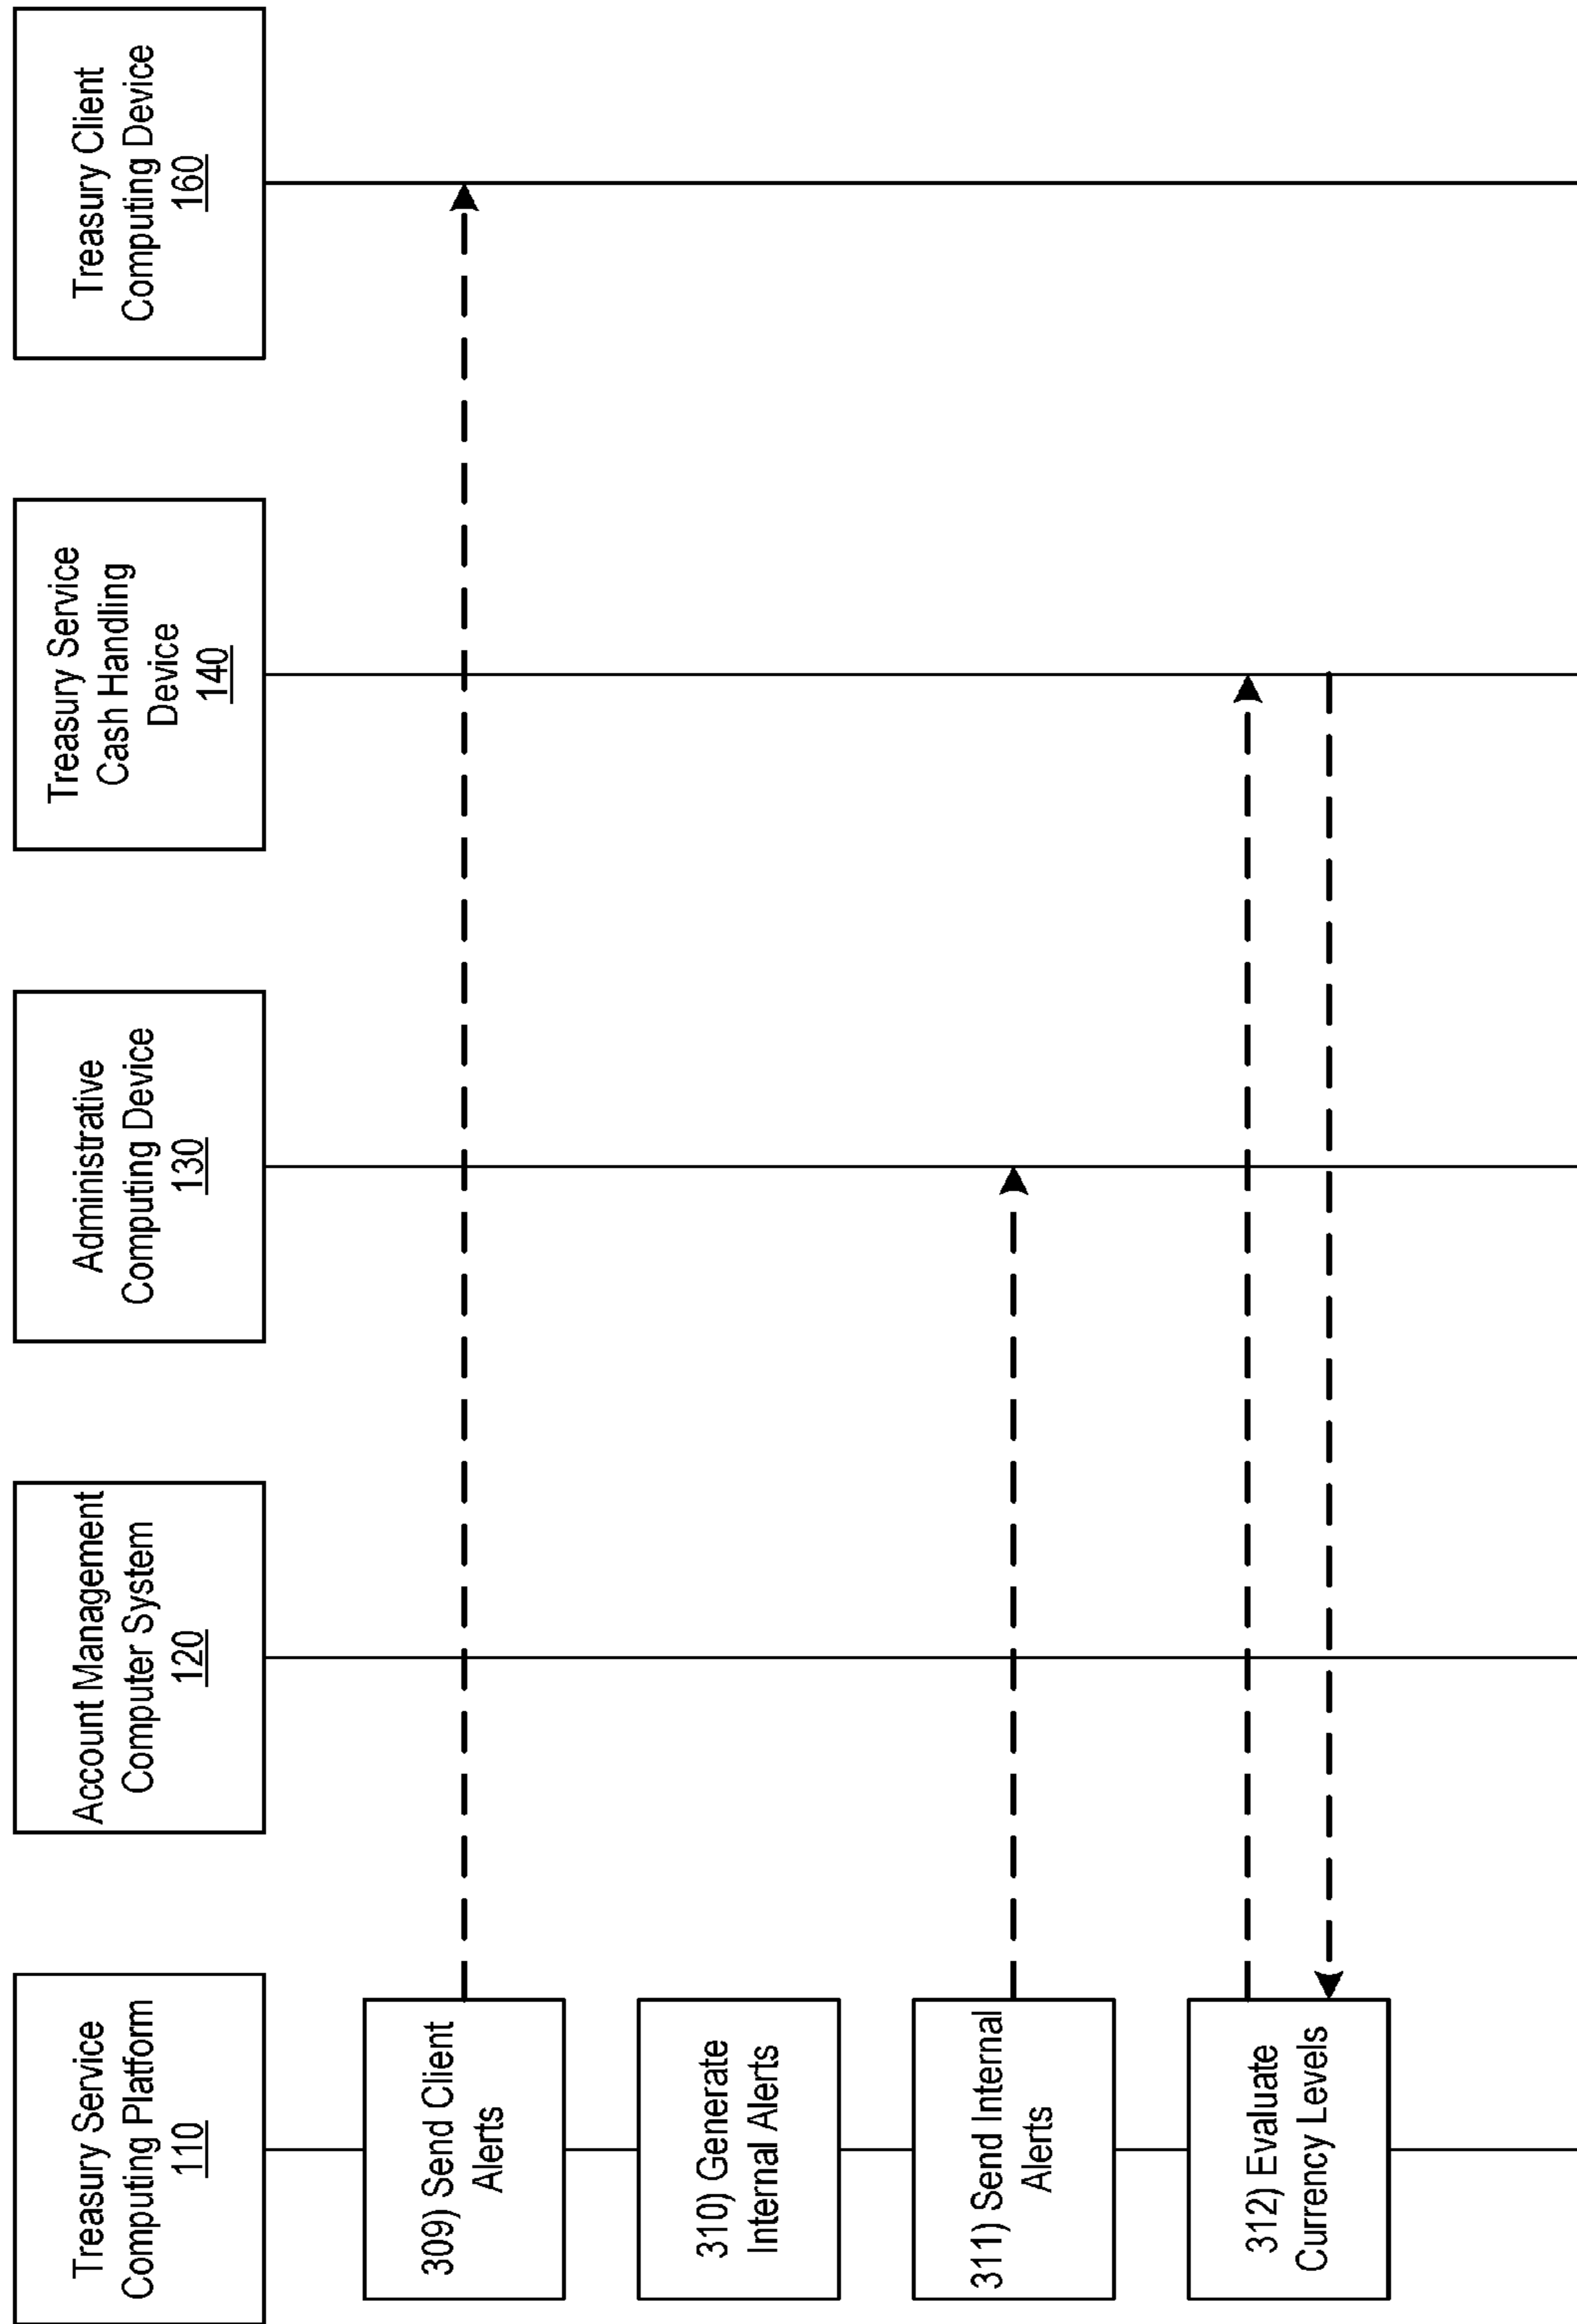 Treasury Service
Computing Platform
110
Account Management
Computer System
120
Administrative
Computing Device
130
Treasury Service
Cash Handling
Device
140
Treasury Client
Computing Device
160
309) Send Client
Alerts
310) Generate
Internal Alerts
311) Send Internal
Alerts
312) Evaluate
Currency Levels